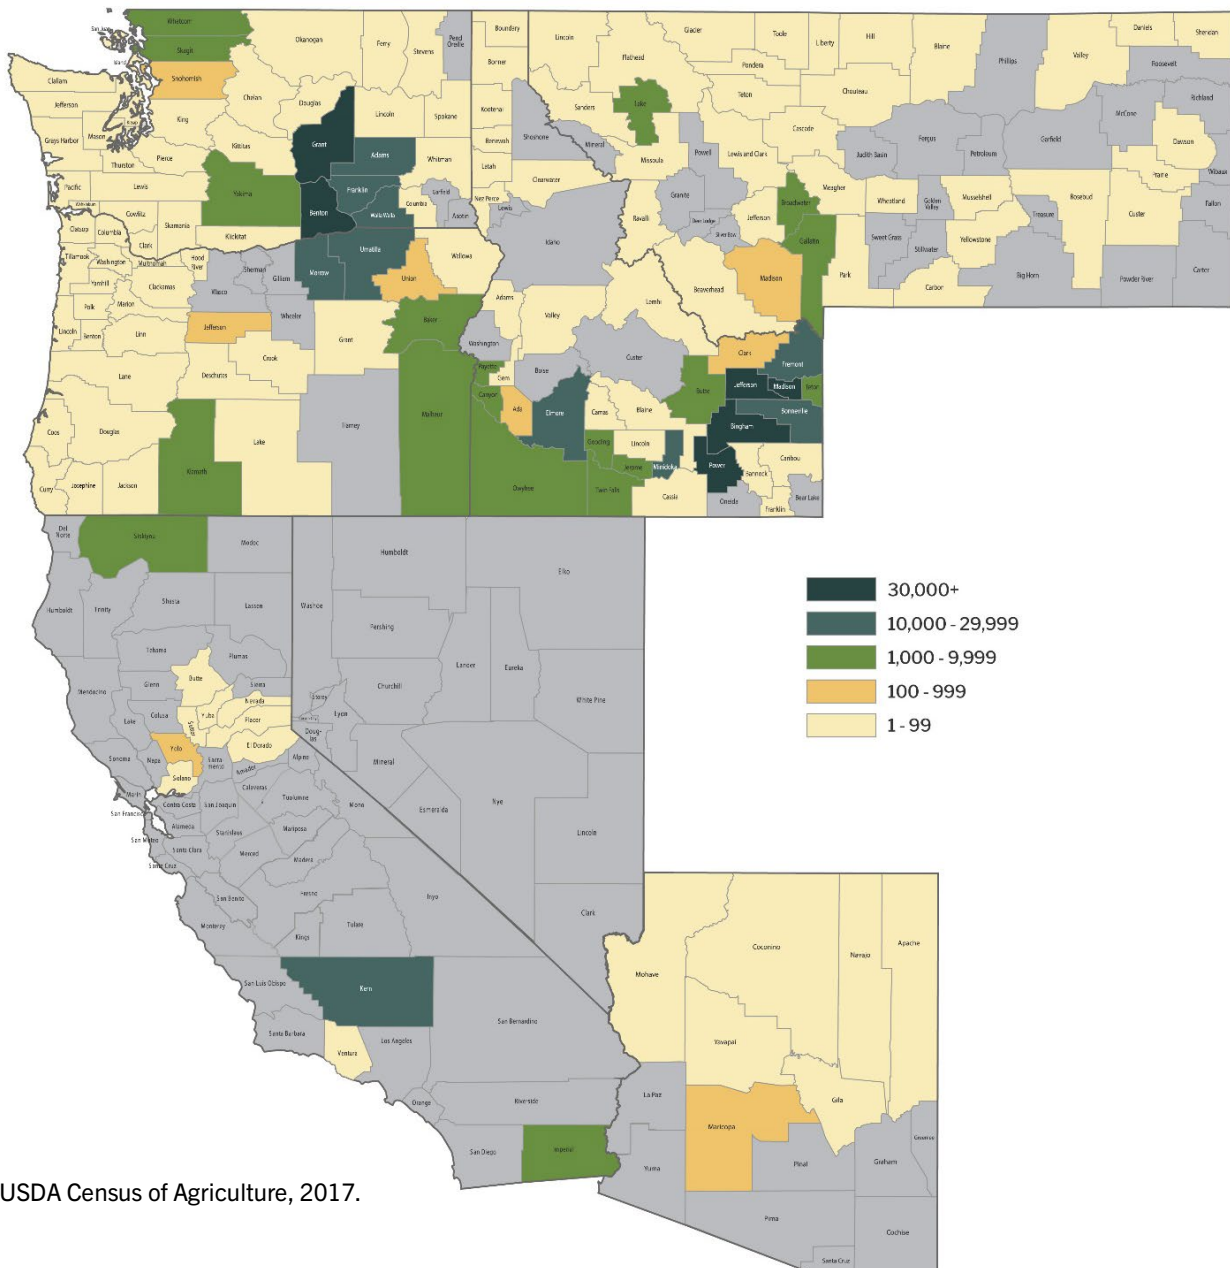 Whatcom
San Juan
Skagit
Island
Snohomish
Okanogan
Ferry
Stevens
Pend
Oreille
Clallam
Jefferson
Chelan
Douglas
Lincoln
Spokane
King
Kitsap
Grays Harbor
Mason
Kittitas
Grant
Adams
Whitman
Thurston
Pierce
Pacific
Lewis
Yakima
Franklin
Garfield
Benton
Walla Walla
Columbia
Asotin
Cowlitz
Skamania
Clark
Klickitat
Boundary
Bonner
Kootenai
Shoshone
Benewah
Latah
Clearwater
Nez Perce
Lewis
Idaho
Lincoln
Flathead
Glacier
Toole
Liberty
Hill
Blaine
Phillips
Valley
Daniels
Sheridan
Roosevelt
Pondera
Teton
Chouteau
Richland
McCone
Lake
Sanders
Mineral
Missoula
Powell
Lewis and Clark
Cascade
Judith Basin
Fergus
Petroleum
Garfield
Dawson
Prairie
Wibaux
Granite
Meagher
Broadwater
Wheatland
Golden
Valley
Musselshell
Rosebud
Treasure
Custer
Fallon
Ravalli
Deer Lodge
Silver Bow
Jefferson
Gallatin
Sweet Grass
Stillwater
Yellowstone
Park
Carbon
Big Horn
Powder River
Carter
Madison
Beaverhead
Clatsop
Columbia
Tillamook
Washington
Multnomah
Hood
River
Sherman
Gilliam
Morrow
Umatilla
Union
Wallowa
Yamhill
Clackamas
Wasco
Polk
Marion
Wheeler
Lincoln
Benton
Linn
Jefferson
Grant
Baker
Crook
Deschutes
Lane
Coos
Douglas
Klamath
Lake
Harney
Malheur
Curry
Josephine
Jackson
Adams
Valley
Lemhi
Washington
Custer
Clark
Fremont
Payette
Gem
Boise
Butte
Jefferson
Madison
Teton
Canyon
Ada
Elmore
Camas
Blaine
Bonneville
Bingham
Gooding
Lincoln
Jerome
Minidoka
Power
Caribou
Bannock
Owyhee
Twin Falls
Cassia
Oneida
Franklin
Bear Lake
Del
Norte
Siskiyou
Modoc
Humboldt
Trinity
Shasta
Lassen
Tehama
Plumas
Mendocino
Glenn
Butte
Sierra
Nevada
Lake
Colusa
Sutter
Yuba
Placer
Yolo
El Dorado
Sonoma
Napa
Solano
Sacra
mento
Amador
Alpine
Marin
Contra Costa
San Joaquin
Calaveras
Tuolumne
Mono
San Francisco
Alameda
Stanislaus
Mariposa
San Mateo
Santa Clara
Merced
Madera
Santa Cruz
San Benito
Fresno
Inyo
Monterey
Kings
Tulare
San Luis Obispo
Kern
San Bernardino
Santa Barbara
Ventura
Los Angeles
Orange
Riverside
San Diego
Imperial
Washoe
Humboldt
Elko
Pershing
Lander
Eureka
White Pine
Churchill
Storey
Lyon
Doug-
las
Mineral
Esmeralda
Nye
Lincoln
Clark
30,000+
10,000 - 29,999
1,000 - 9,999
100 - 999
1 - 99
Mohave
Coconino
Navajo
Apache
Yavapai
La Paz
Maricopa
Gila
Yuma
Pinal
Graham
Greenlee
Pima
Cochise
Santa Cruz
USDA Census of Agriculture, 2017.